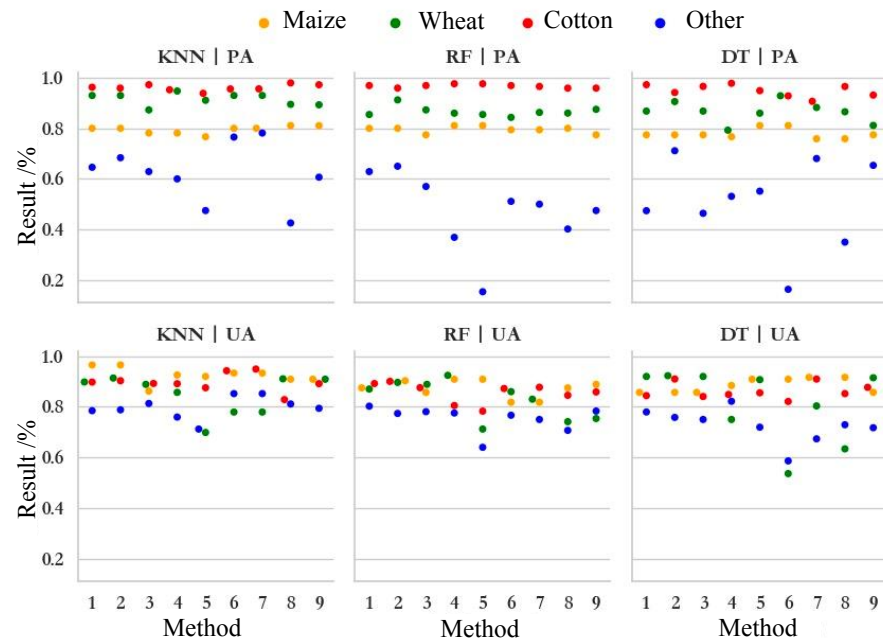 Maize Wheat Cotton Other
KNN | PA RF | PA DT | PA
Result /%
1.0
0.8
0.6
0.4
0.2
KNN | UA RF | UA DT | UA
Result /%
1.0
0.8
0.6
0.4
0.2
1 2 3 4 5 6 7 8 9 1 2 3 4 5 6 7 8 9 1 2 3 4 5 6 7 8 9
Method Method Method